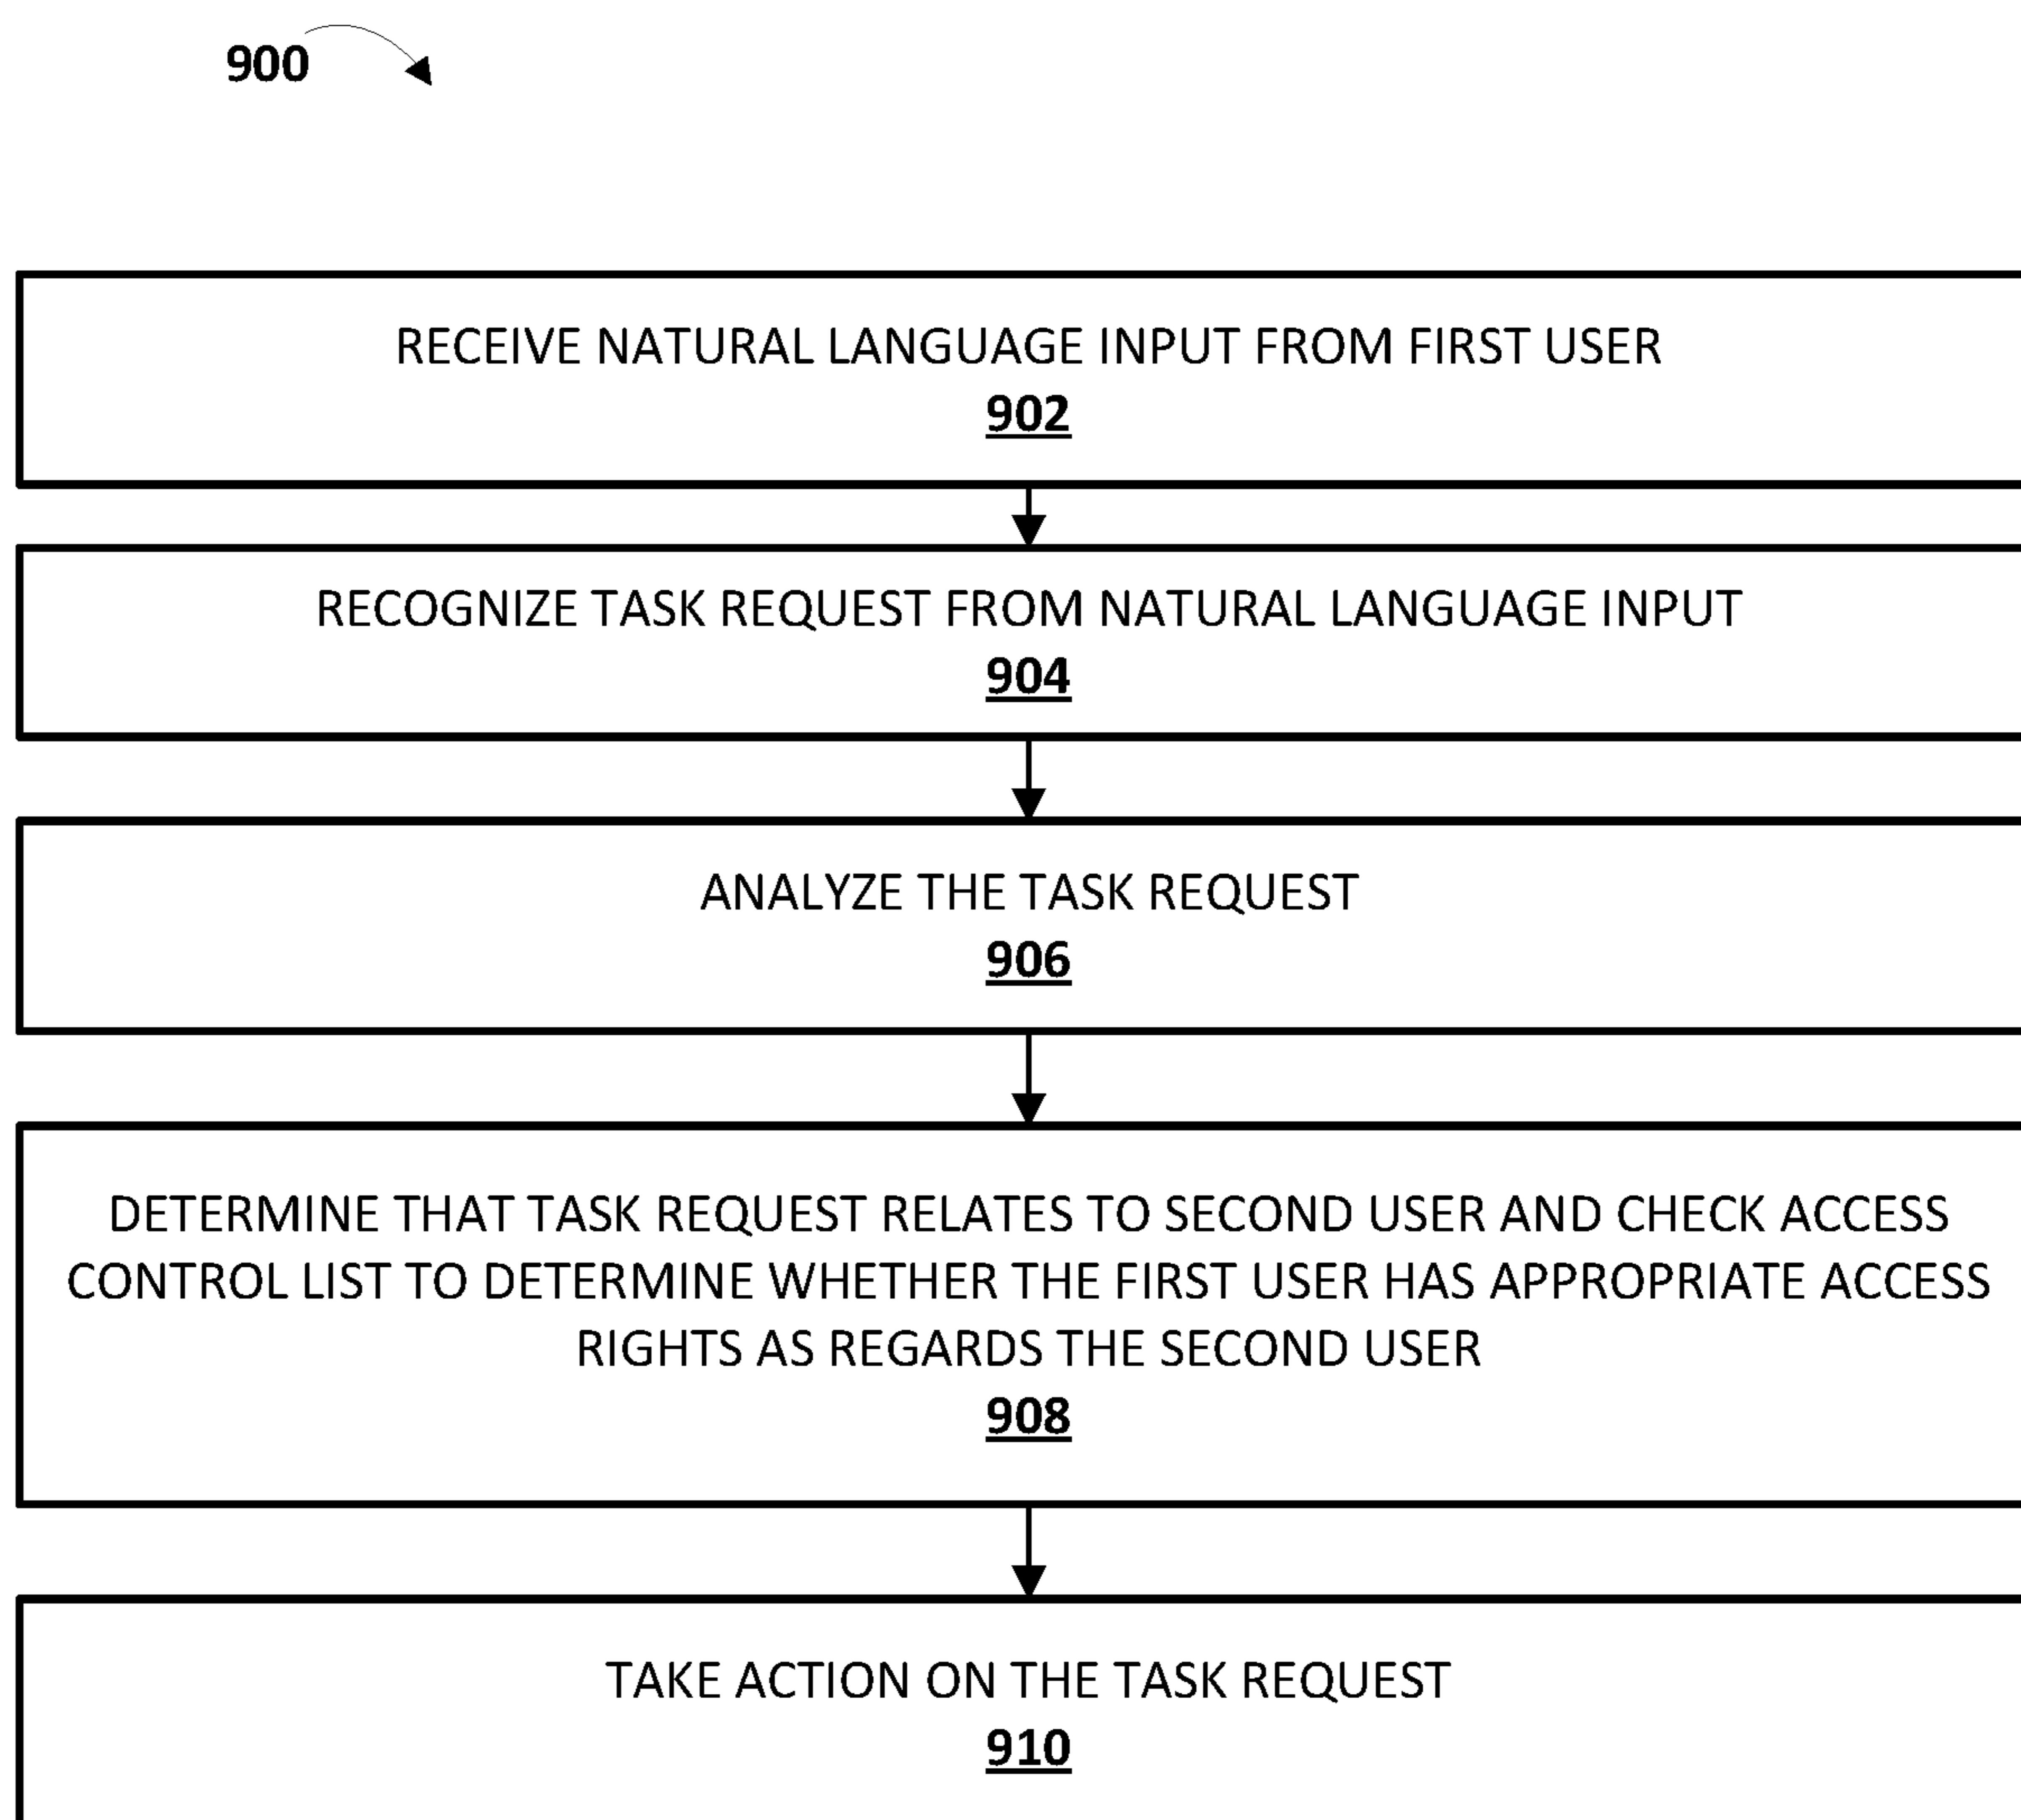 900
RECEIVE NATURAL LANGUAGE INPUT FROM FIRST USER
902
RECOGNIZE TASK REQUEST FROM NATURAL LANGUAGE INPUT
904
ANALYZE THE TASK REQUEST
906
DETERMINE THAT TASK REQUEST RELATES TO SECOND USER AND CHECK ACCESS
CONTROL LIST TO DETERMINE WHETHER THE FIRST USER HAS APPROPRIATE ACCESS
RIGHTS AS REGARDS THE SECOND USER
908
TAKE ACTION ON THE TASK REQUEST
910